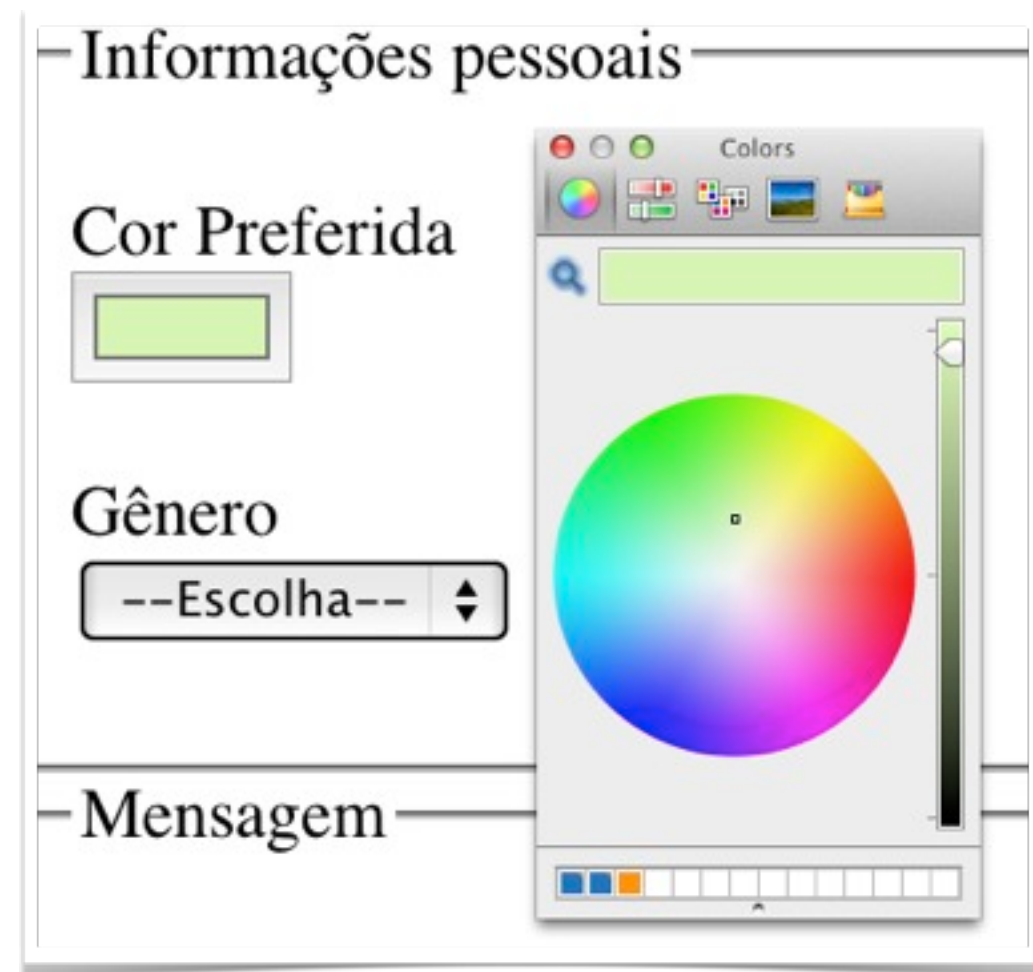 Informações pessoais
Colors
Cor Preferida
Gênero
--Escolha--
Mensagem